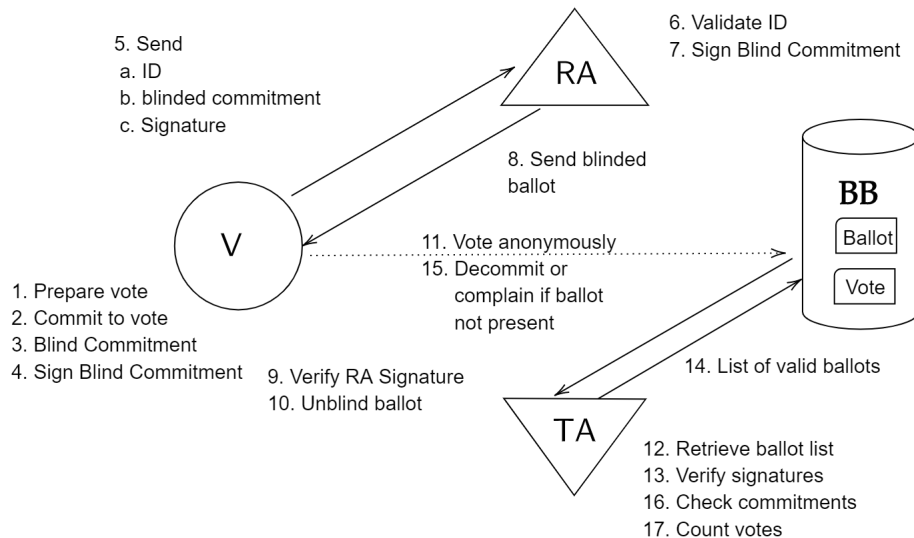 5. Send
a. ID
b. blinded commitment
c. Signature
RA
6. Validate ID
7. Sign Blind Commitment
8. Send blinded
ballot
BB
Ballot
Vote
V
11. Vote anonymously
15. Decommit or
complain if ballot
not present
1. Prepare vote
2. Commit to vote
3. Blind Commitment
4. Sign Blind Commitment
9. Verify RA Signature
10. Unblind ballot
14. List of valid ballots
TA
12. Retrieve ballot list
13. Verify signatures
16. Check commitments
17. Count votes